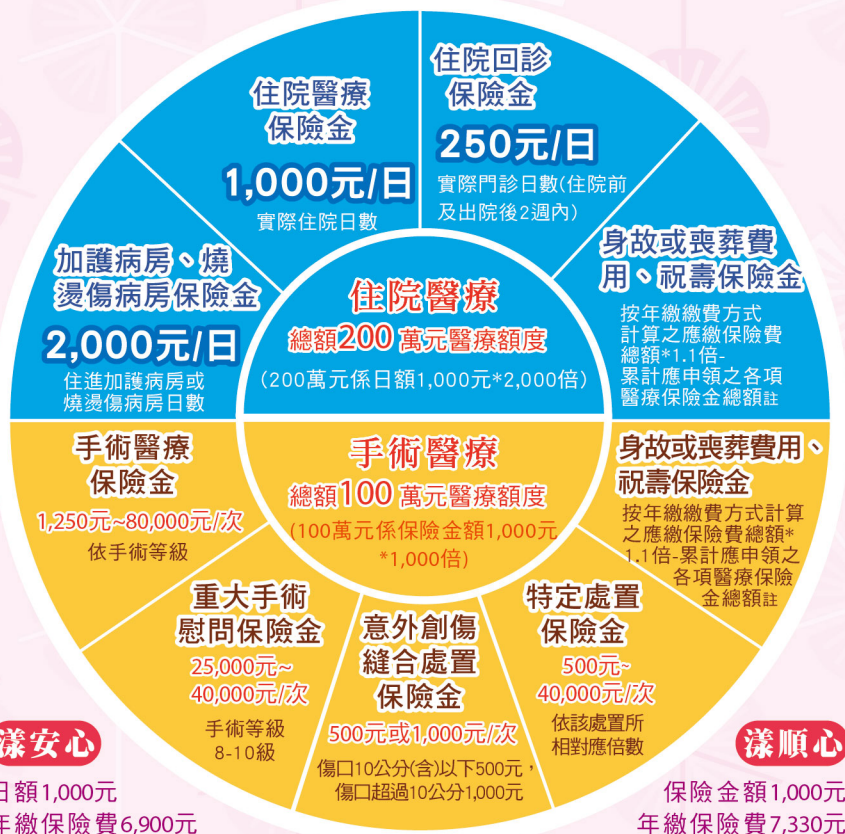 住院醫療
保險金
1,000元/日
實際住院日數
住院回診
保險金
250元/日
實際門診日數(住院前
及出院後2週內)
加護病房、燒
燙傷病房保險金
2,000元/日
住進加護病房或
燒燙傷病房日數
身故或喪葬費
用、祝壽保險金
按年繳繳費方式
計算之應繳保險費
總額*1.1倍-
累計應申領之各項
醫療保險金總額註
住院醫療
總額200 萬元醫療額度
(200萬元係日額1,000元*2,000倍)
手術醫療
總額100 萬元醫療額度
(100萬元係保險金額1,000元
*1,000倍)
手術醫療
保險金
1,250元~80,000元/次
依手術等級
身故或喪葬費用、
祝壽保險金
按年繳繳費方式計算
之應繳保險費總額*
1.1倍-累計應申領之
各項醫療保險
金總額註
重大手術
慰問保險金
25,000元~
40,000元/次
手術等級
8-10級
意外創傷
縫合處置
保險金
500元或1,000元/次
傷口10公分(含)以下500元，
傷口超過10公分1,000元
特定處置
保險金
500元~
40,000元/次
依該處置所
相對應倍數
漾安心
日額1,000元
年繳保險費6,900元
漾順心
保險金額1,000元
年繳保險費7,330元